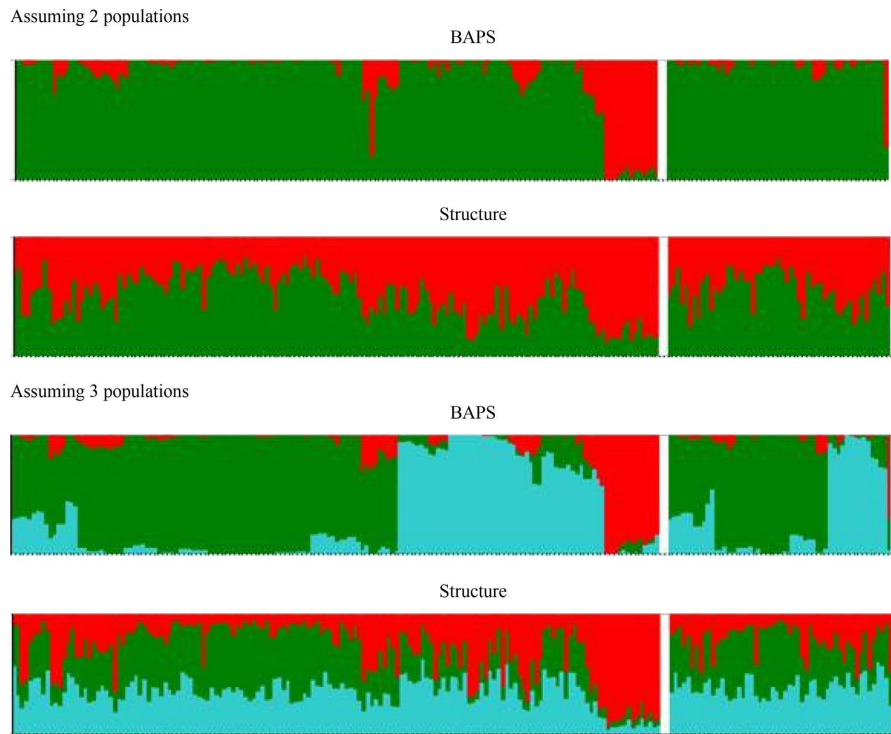 Assuming 2 populations
BAPS
Structure
Assuming 3 populations
BAPS
Structure